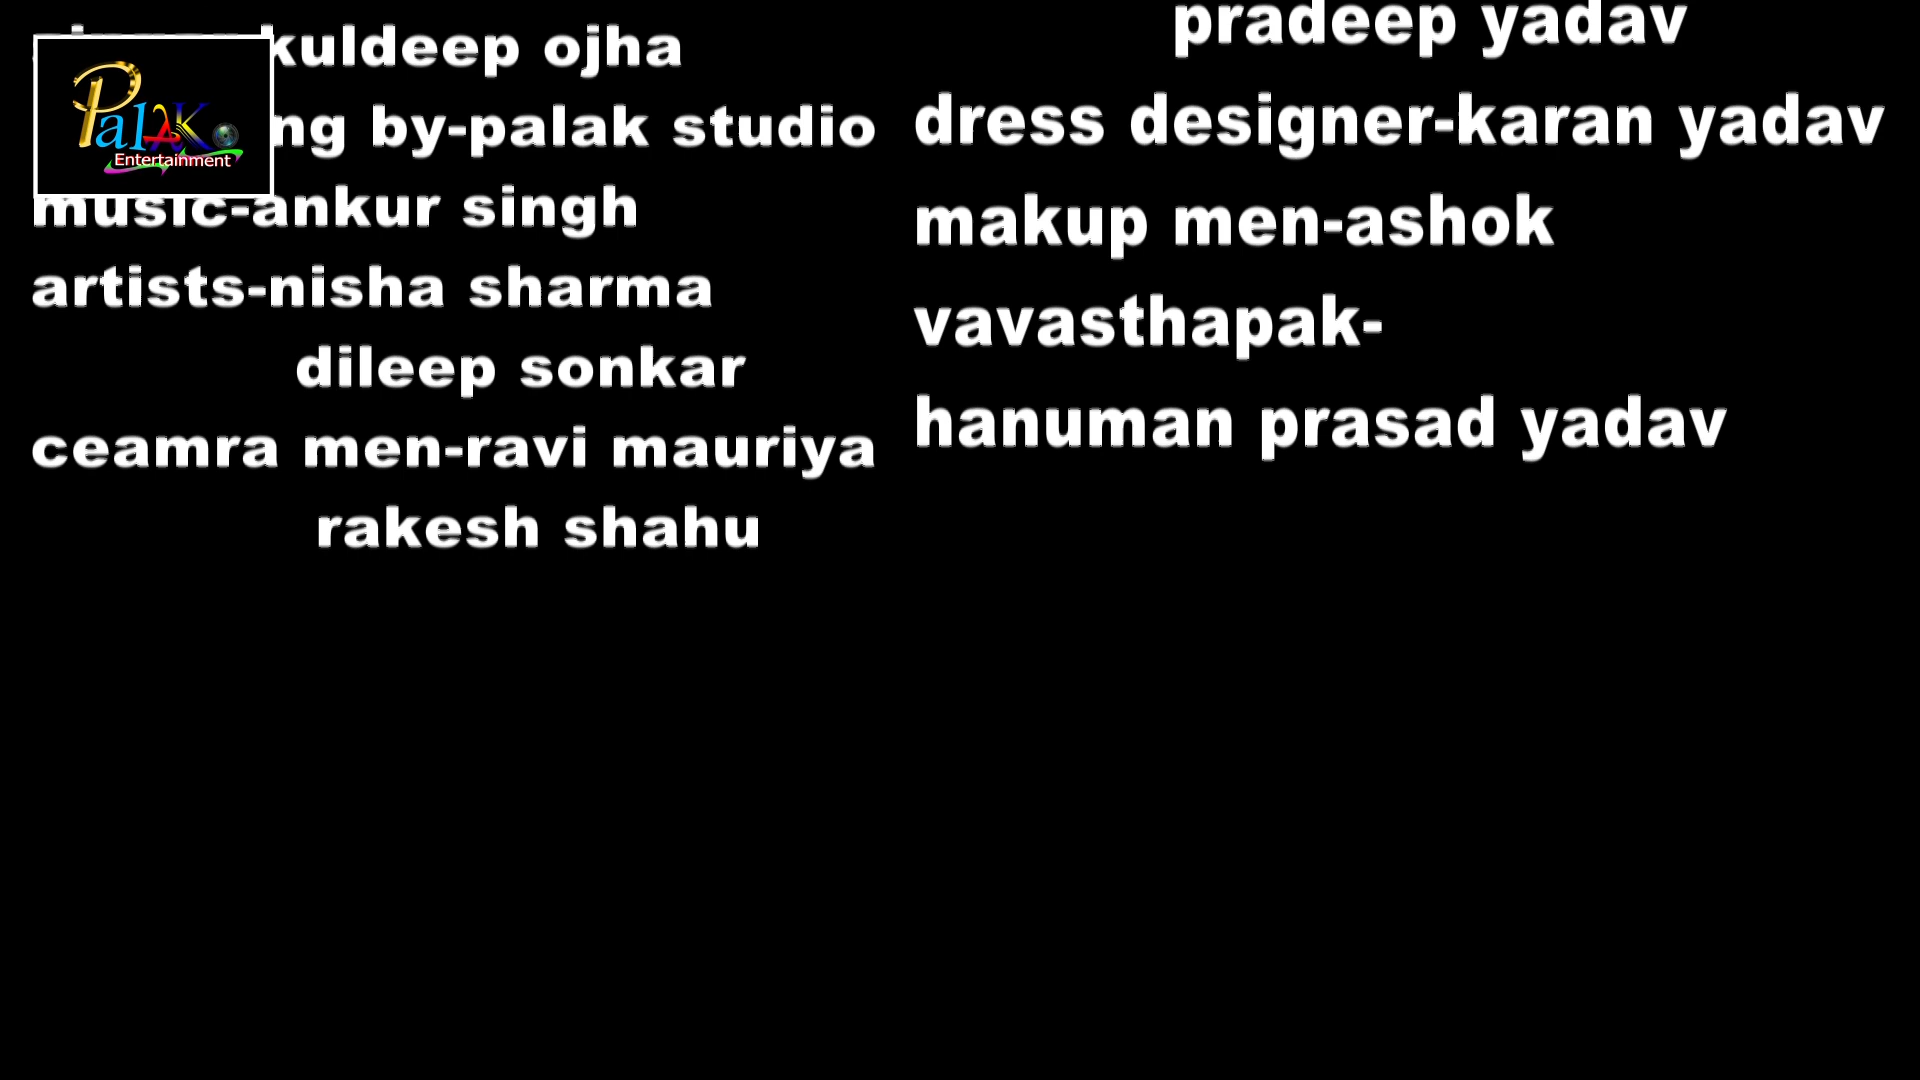 kuldeep ojha
by-palak studio
music-ankur singh
artists-nisha sharma
dileep sonkar
ceamra men-ravi mauriya
rakesh shahu
pradeep yadav
dress designer-karan yadav
makup men-ashok
vavasthapak-
hanuman prasad yadav
Palak
Entertainment